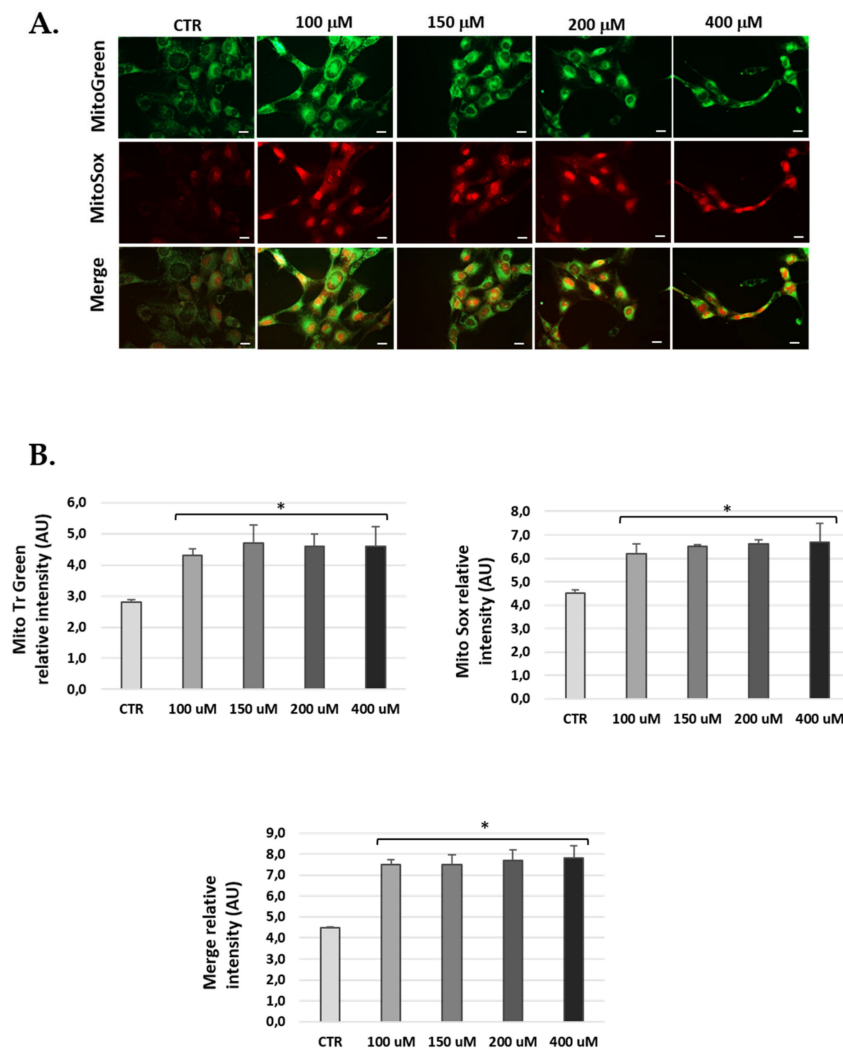 A.
CTR 100 μM 150 μM 200 μM 400 μM
MitoGreen
MitoSox
Merge
B.
Mito Tr Green
relative intensity (AU)
6,0
5,0
4,0
3,0
2,0
1,0
0,0
*
CTR 100 uM 150 uM 200 uM 400 uM
Mito Sox relative
intensity (AU)
8,0
7,0
6,0
5,0
4,0
3,0
2,0
1,0
0,0
*
CTR 100 uM 150 uM 200 uM 400 uM
Merge relative
intensity (AU)
9,0
8,0
7,0
6,0
5,0
4,0
3,0
2,0
1,0
0,0
*
CTR 100 uM 150 uM 200 uM 400 uM